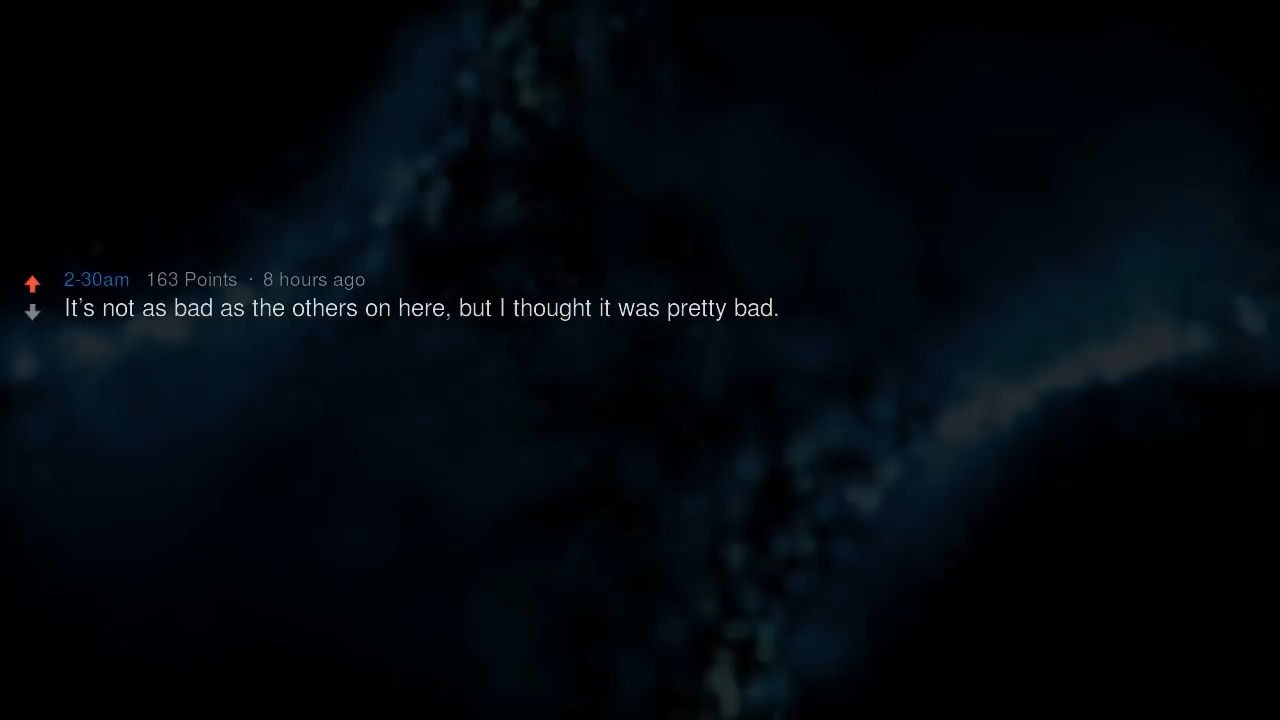 2-30am 163 Points · 8 hours ago
It's not as bad as the others on here, but I thought it was pretty bad.